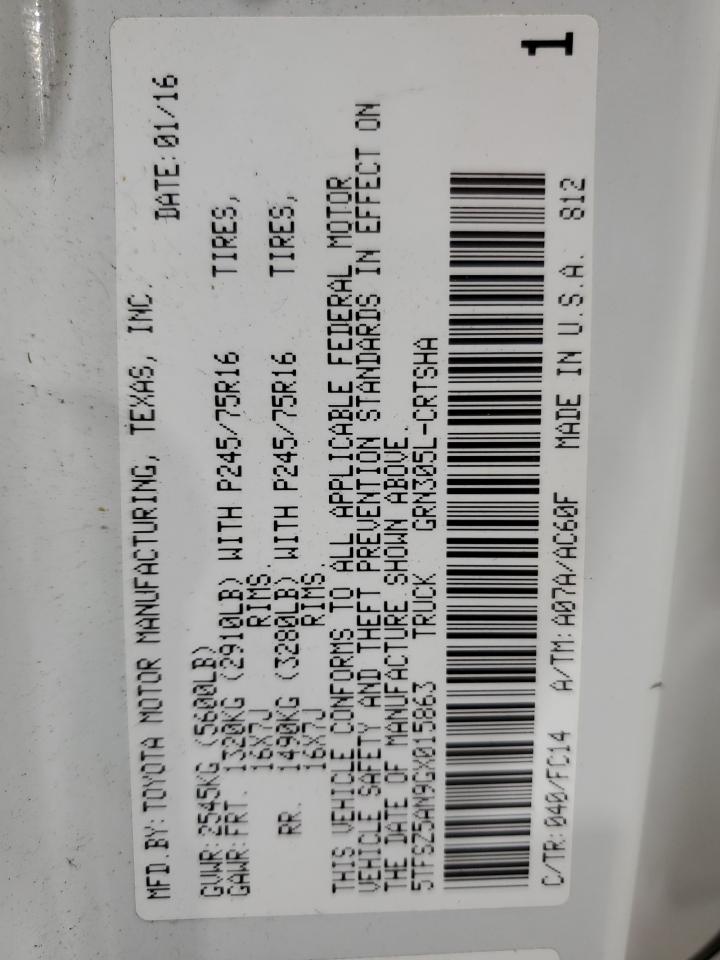 MFD.BY:TOYOTA MOTOR MANUFACTURING, TEXAS, INC.
DATE:01/16
GVWR:2545KG (5600LB)
GAWR:FRT. 1320KG (2910LB) WITH P245/75R16 TIRES,
16X7J RIMS.
RR. 1490KG (3280LB) WITH P245/75R16 TIRES,
16X7J RIMS.
THIS VEHICLE CONFORMS TO ALL APPLICABLE FEDERAL MOTOR
VEHICLE SAFETY AND THEFT PREVENTION STANDARDS IN EFFECT ON
THE DATE OF MANUFACTURE SHOWN ABOVE.
5TFSZ5AN9GX015863 TRUCK GRN305L-CRTSHA
C/TR:040/FC14 A/TM:A07A/AC60F MADE IN U.S.A. 812
1